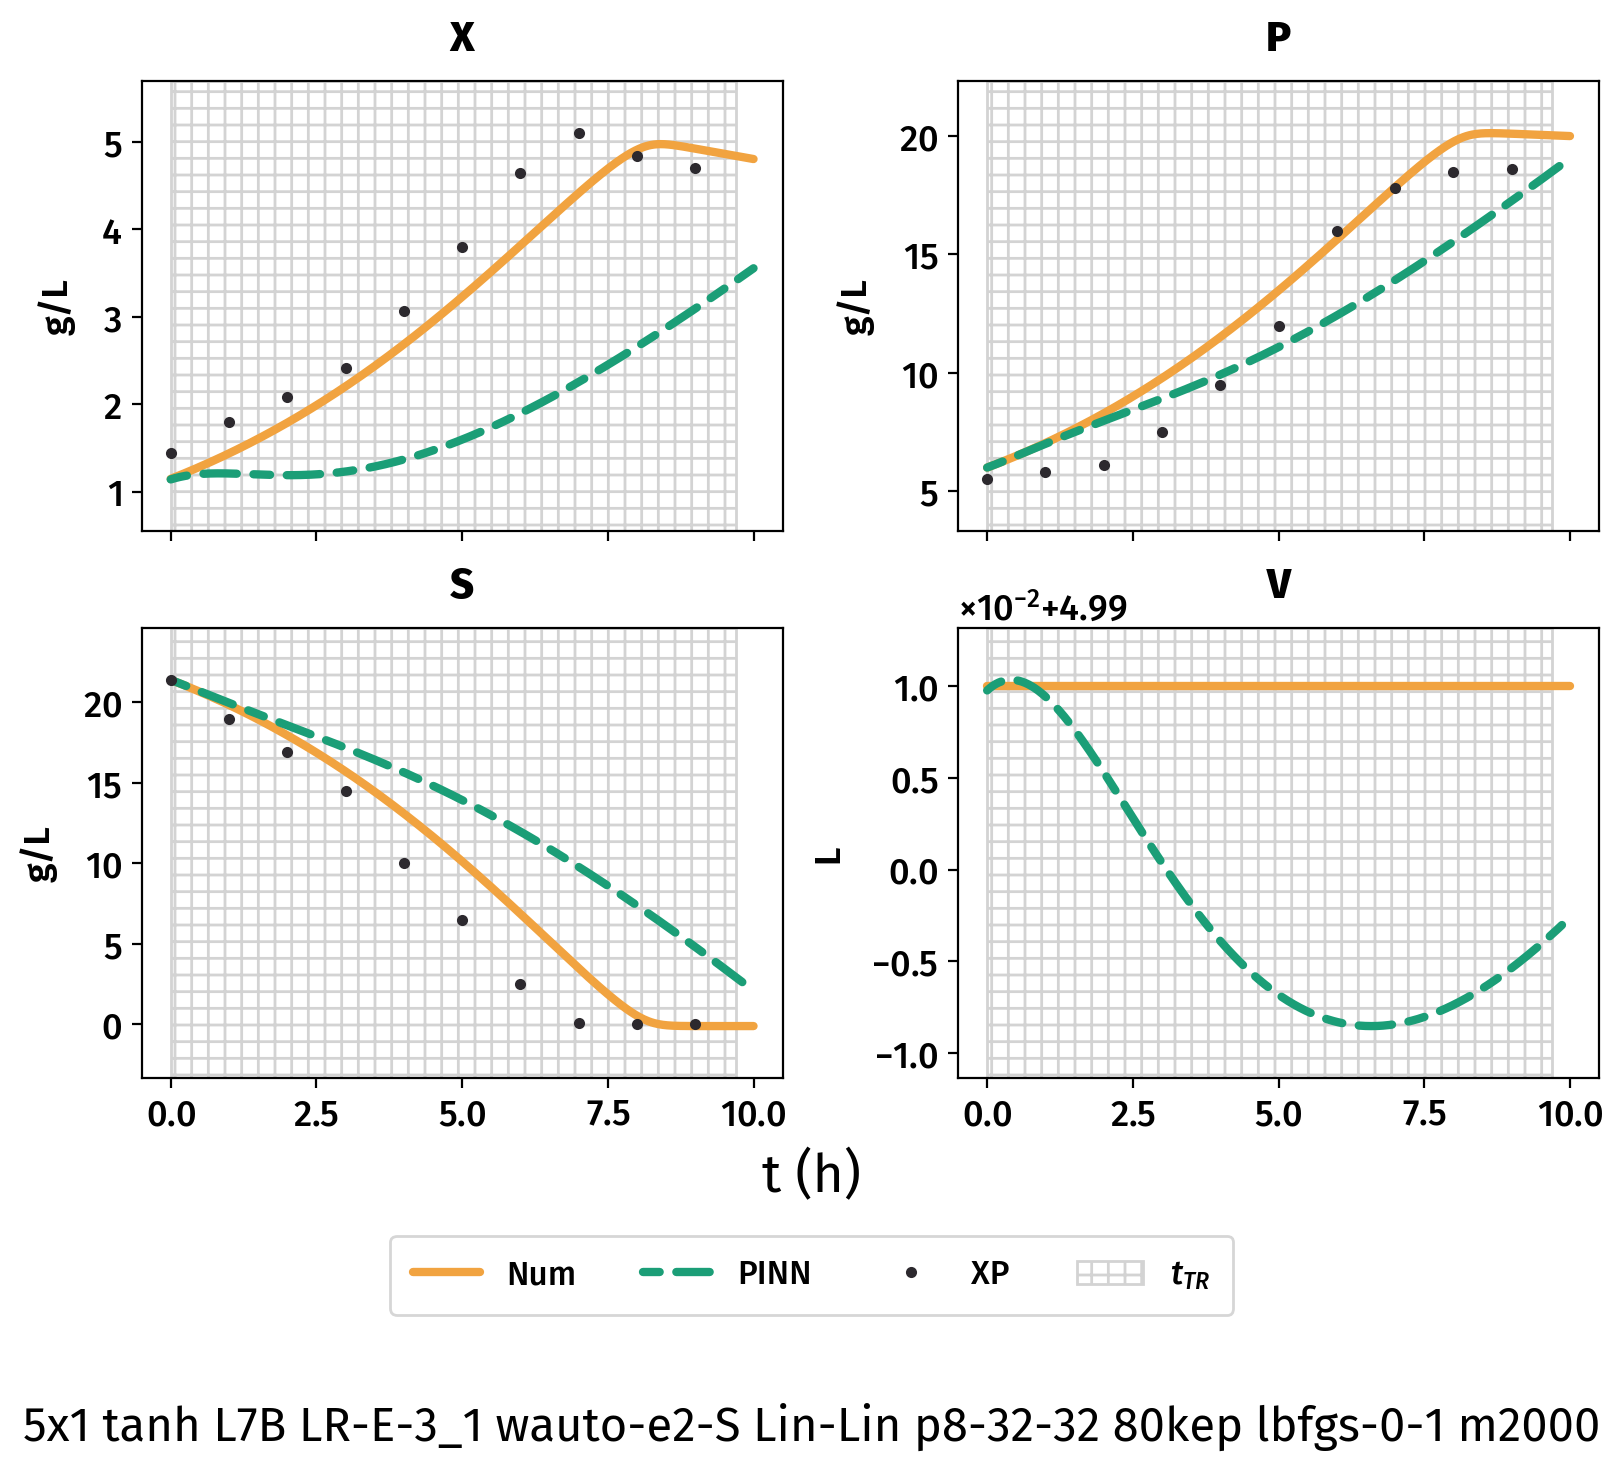 X
P
5
4
3
2
1
g/L
20
15
10
5
g/L
S
V
×10⁻²+4.99
20
15
10
5
0
g/L
1.0
0.5
0.0
−0.5
−1.0
L
0.0 2.5 5.0 7.5 10.0
0.0 2.5 5.0 7.5 10.0
t (h)
Num PINN XP t_TR
5x1 tanh L7B LR-E-3_1 wauto-e2-S Lin-Lin p8-32-32 80kep lbfgs-0-1 m2000